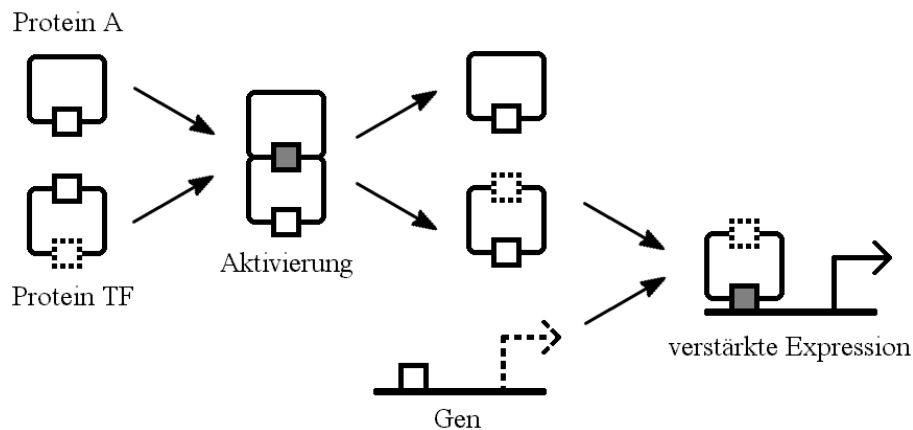 Protein A
Aktivierung
Protein TF
verstärkte Expression
Gen